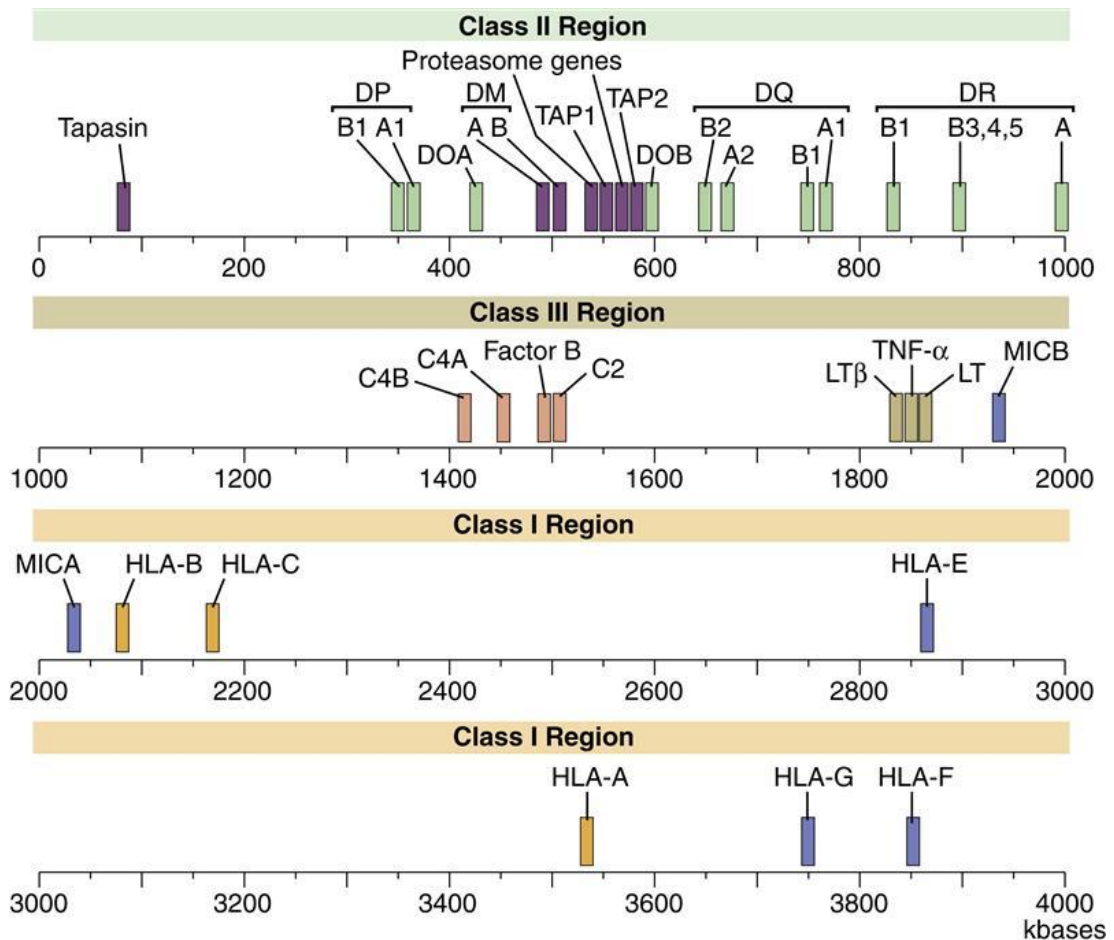 Class II Region
Proteasome genes
DP DM TAP2 DQ DR
Tapasin B1 A1 A B TAP1 B2 A1 B1 B3,4,5 A
DOA DOB A2 B1
0 200 400 600 800 1000
Class III Region
C4B C4A Factor B C2 LTβ TNF-α LT MICB
1000 1200 1400 1600 1800 2000
Class I Region
MICA HLA-B HLA-C HLA-E
2000 2200 2400 2600 2800 3000
Class I Region
HLA-A HLA-G HLA-F
3000 3200 3400 3600 3800 4000
kbases